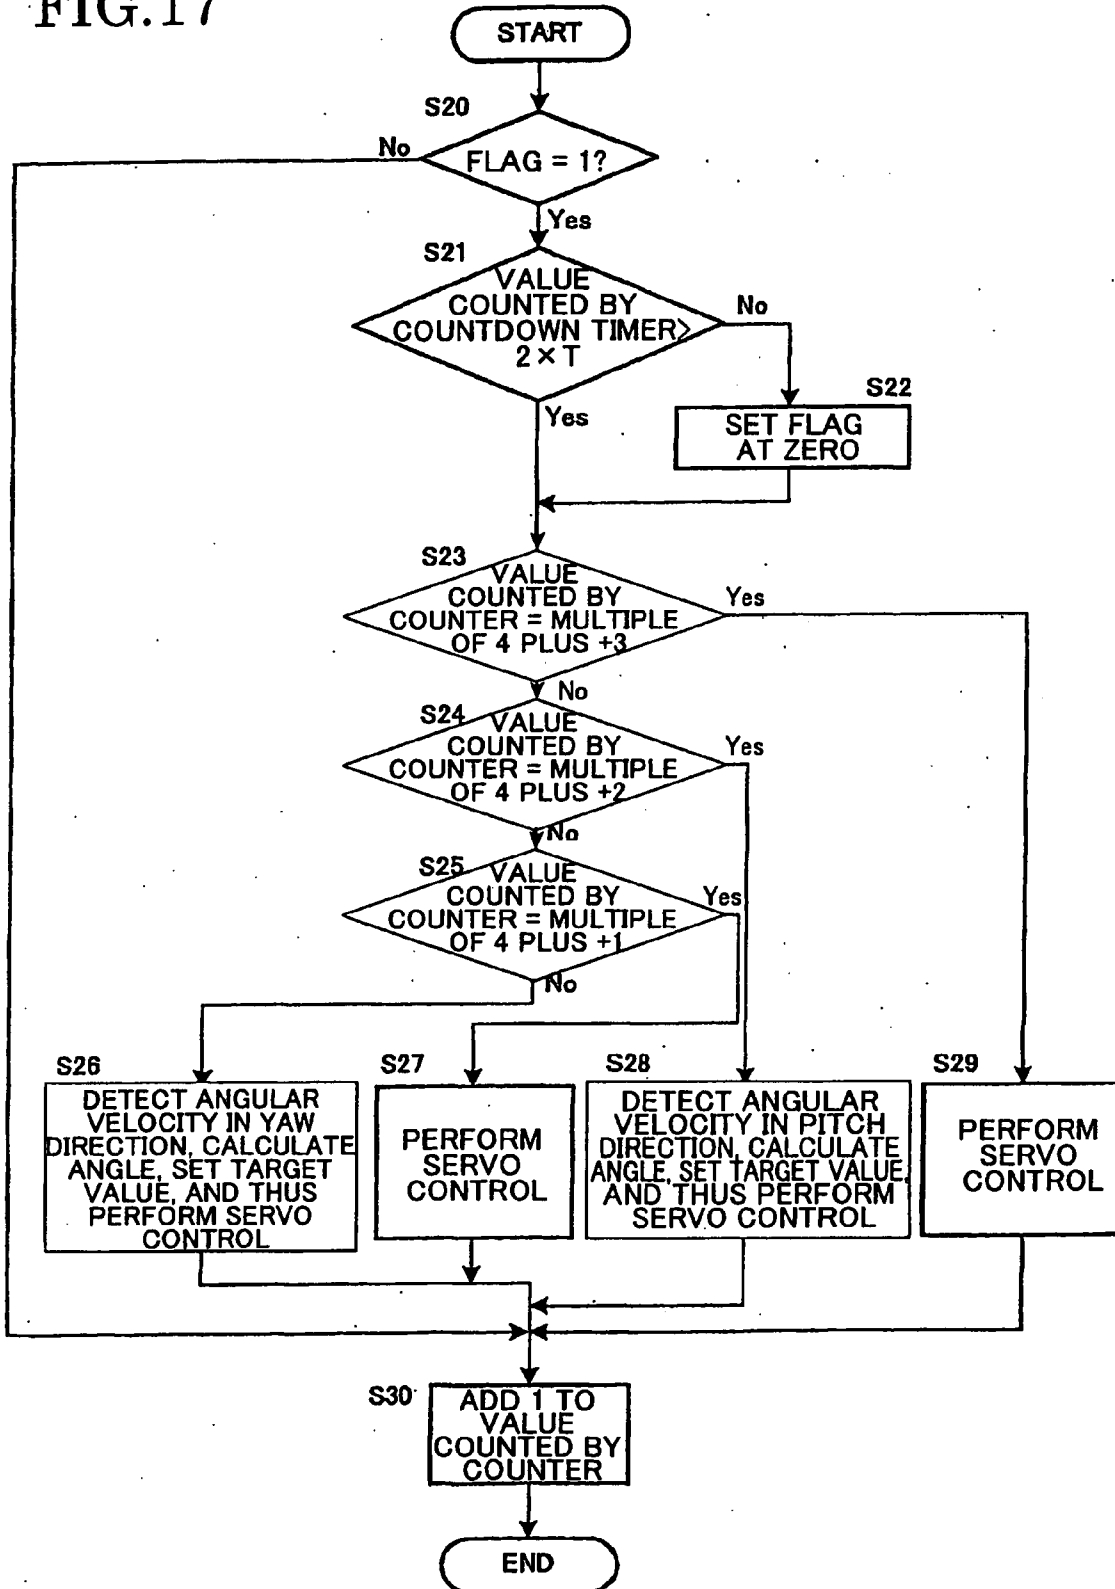 FIG.17
START
S20
No
FLAG = 1?
Yes
S21
VALUE
COUNTED BY
COUNTDOWN TIMER>
2 × T
No
Yes
S22
SET FLAG
AT ZERO
S23
VALUE
COUNTED BY
COUNTER = MULTIPLE
OF 4 PLUS +3
Yes
No
S24
VALUE
COUNTED BY
COUNTER = MULTIPLE
OF 4 PLUS +2
Yes
No
S25
VALUE
COUNTED BY
COUNTER = MULTIPLE
OF 4 PLUS +1
Yes
No
S26
DETECT ANGULAR
VELOCITY IN YAW
DIRECTION, CALCULATE
ANGLE, SET TARGET
VALUE, AND THUS
PERFORM SERVO
CONTROL
S27
PERFORM
SERVO
CONTROL
S28
DETECT ANGULAR
VELOCITY IN PITCH
DIRECTION, CALCULATE
ANGLE, SET TARGET VALUE,
AND THUS PERFORM
SERVO CONTROL
S29
PERFORM
SERVO
CONTROL
S30
ADD 1 TO
VALUE
COUNTED BY
COUNTER
END